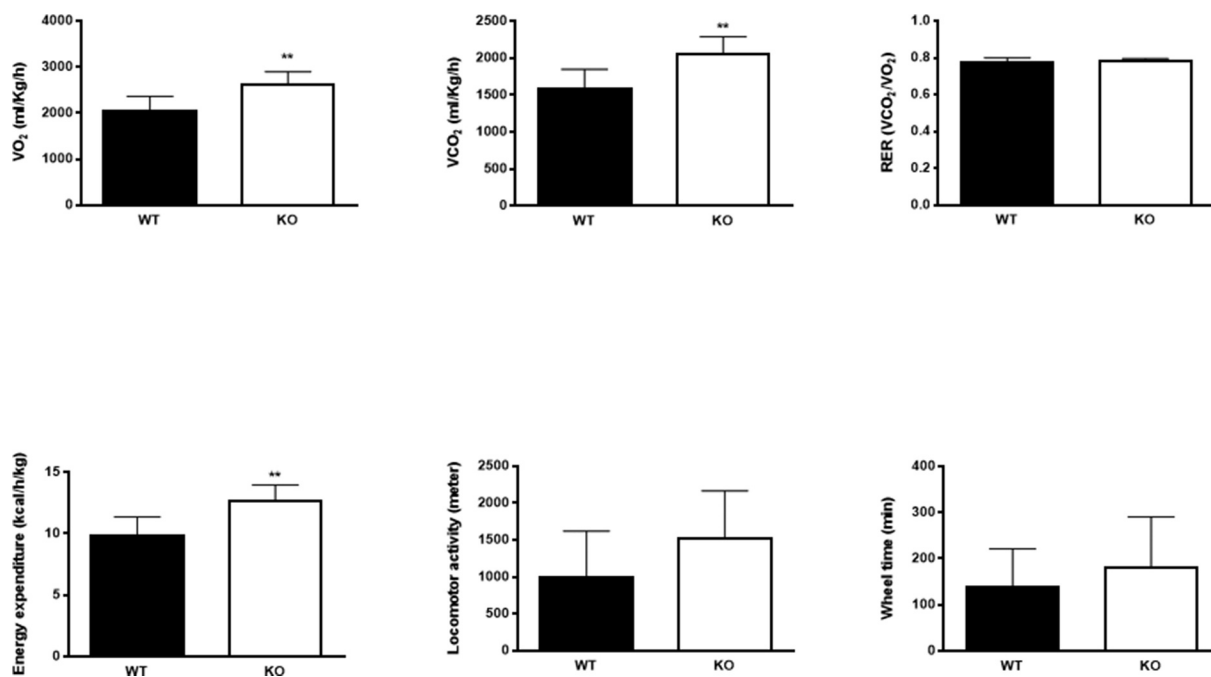 VO₂ (ml/Kg/h)
4000
3000
2000
1000
0
**
WT
KO
VCO₂ (ml/Kg/h)
2500
2000
1500
1000
500
0
**
WT
KO
RER (VCO₂/VO₂)
1.0
0.8
0.6
0.4
0.2
0.0
WT
KO
Energy expenditure (kcal/h/kg)
15
10
5
0
**
WT
KO
Locomotor activity (meter)
2500
2000
1500
1000
500
0
WT
KO
Wheel time (min)
400
300
200
100
0
WT
KO